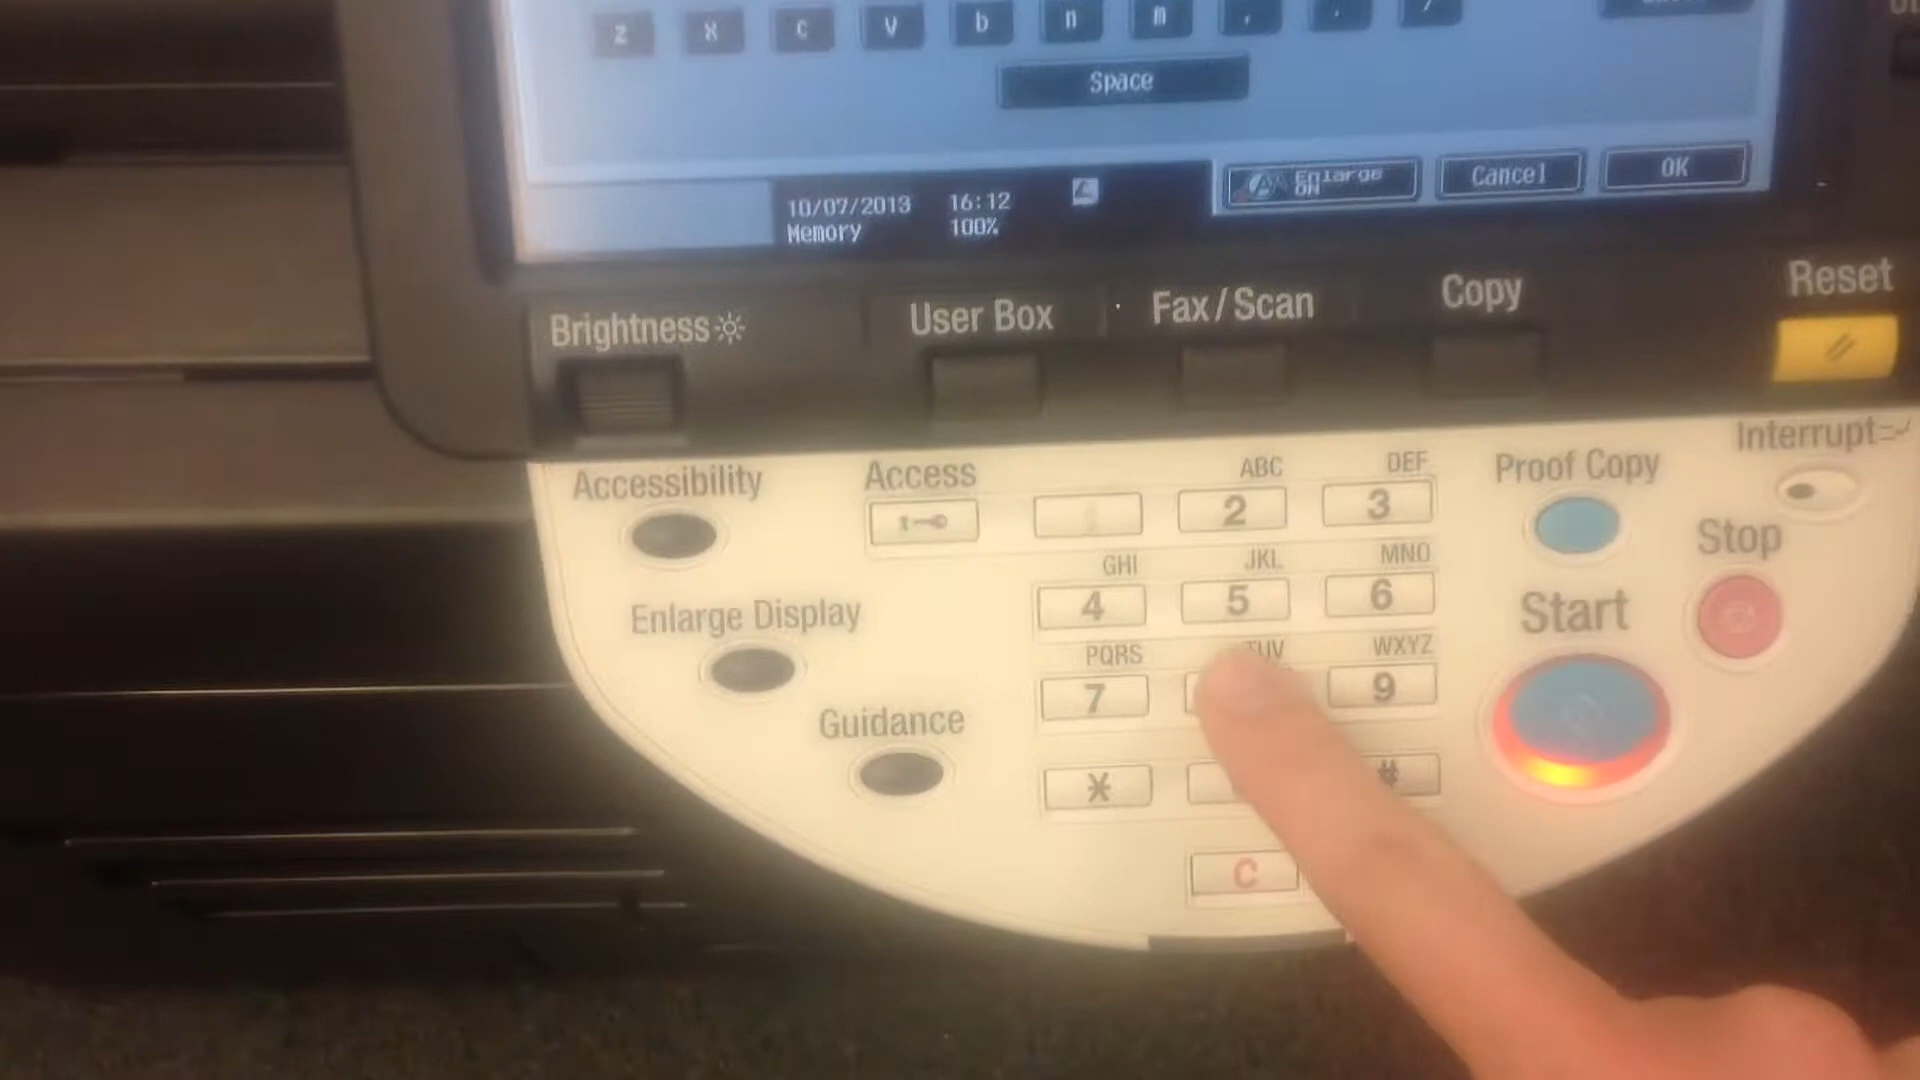 z x c v b n m , . /
Space
Enlarge
ON
Cancel
OK
10/07/2013 16:12
Memory 100%
Brightness
User Box
Fax/Scan
Copy
Reset
Accessibility
Access
Enlarge Display
Guidance
ABC DEF
2 3
GHI JKL MNO
4 5 6
PQRS TUV WXYZ
7 9
* #
C
Proof Copy
Interrupt
Stop
Start